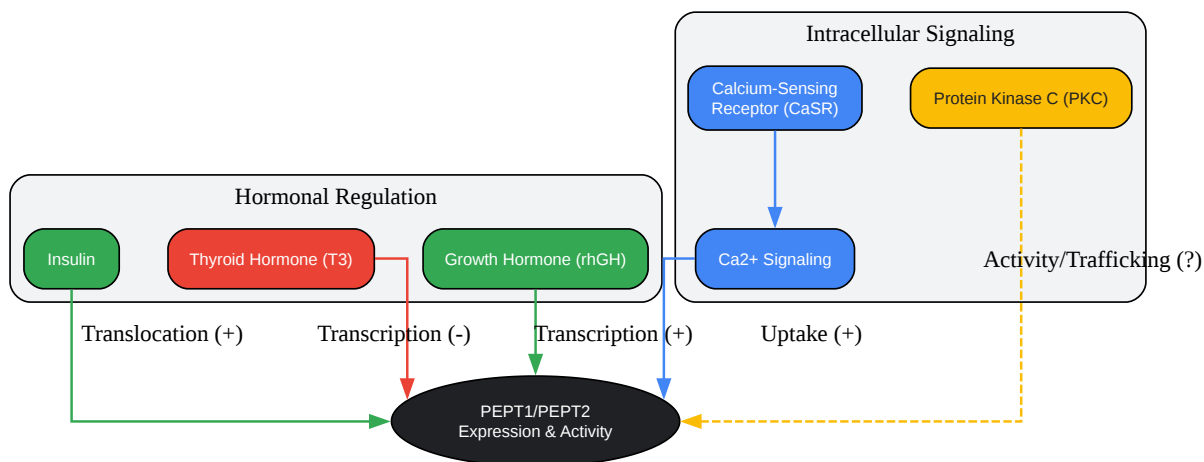 Intracellular Signaling
Calcium-Sensing
Receptor (CaSR)
Protein Kinase C (PKC)
Hormonal Regulation
Insulin
Thyroid Hormone (T3)
Growth Hormone (rhGH)
Ca2+ Signaling
Activity/Trafficking (?)
Translocation (+)
Transcription (-)
Transcription (+)
Uptake (+)
PEPT1/PEPT2
Expression & Activity